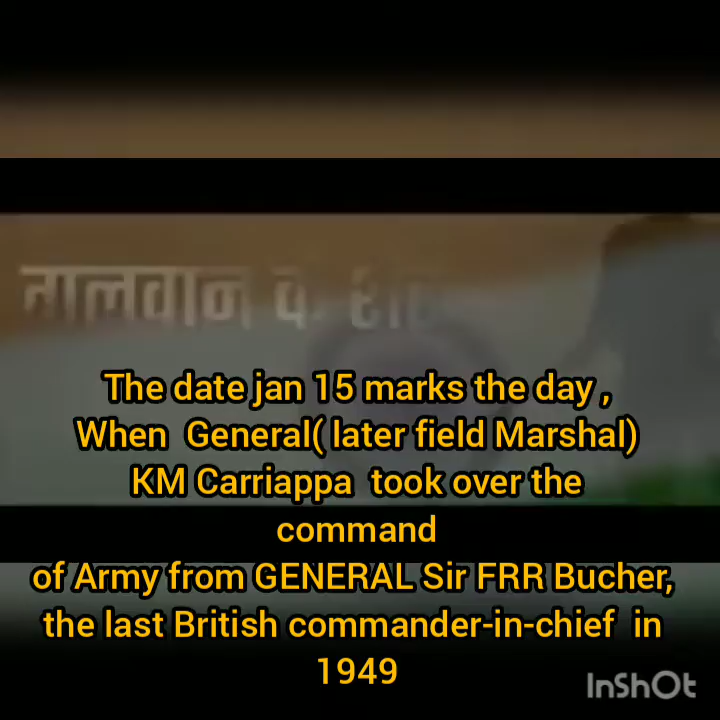 गालवान के
The date jan 15 marks the day ,
When General( later field Marshal)
KM Carriappa took over the
command
of Army from GENERAL Sir FRR Bucher,
the last British commander-in-chief in
1949
InShOt